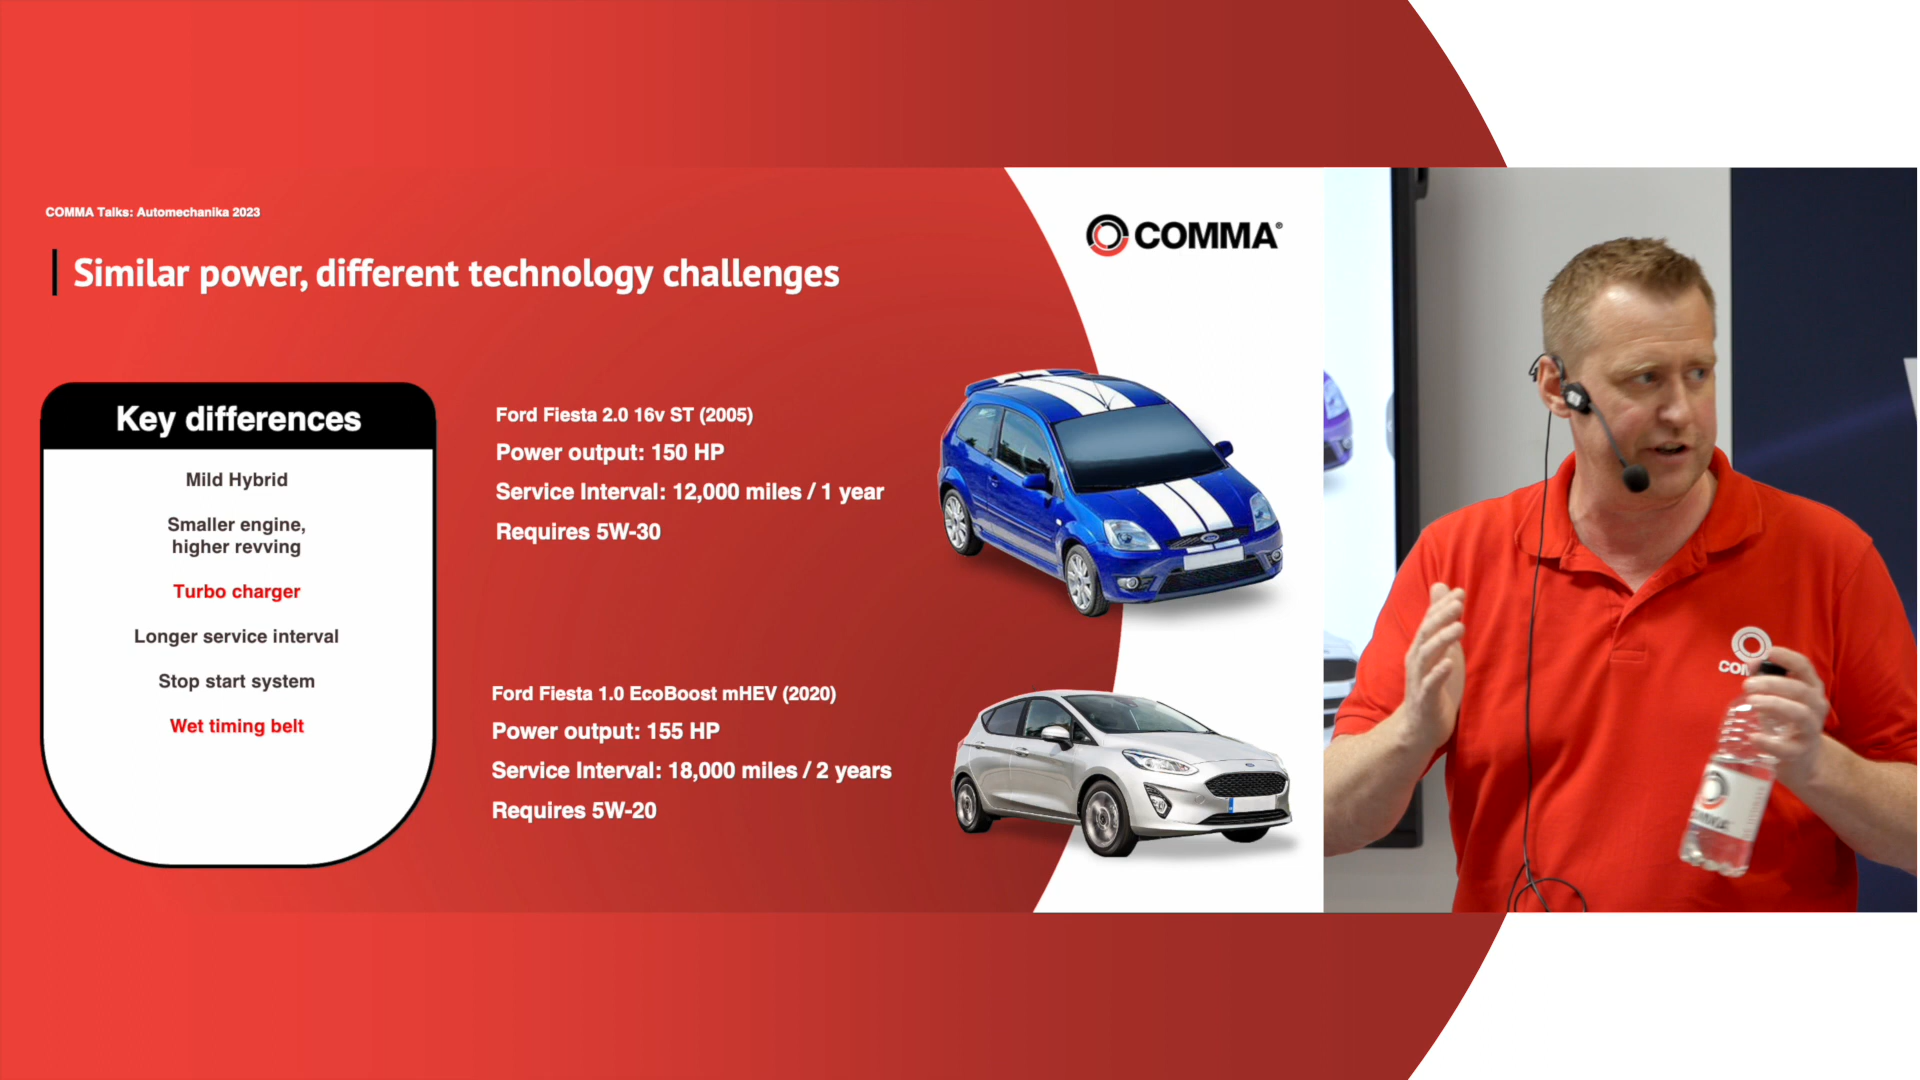 COMMA Talks: Automechanika 2023
COMMA®
Similar power, different technology challenges
Key differences
Mild Hybrid
Smaller engine,
higher revving
Turbo charger
Longer service interval
Stop start system
Wet timing belt
Ford Fiesta 2.0 16v ST (2005)
Power output: 150 HP
Service Interval: 12,000 miles / 1 year
Requires 5W-30
Ford Fiesta 1.0 EcoBoost mHEV (2020)
Power output: 155 HP
Service Interval: 18,000 miles / 2 years
Requires 5W-20